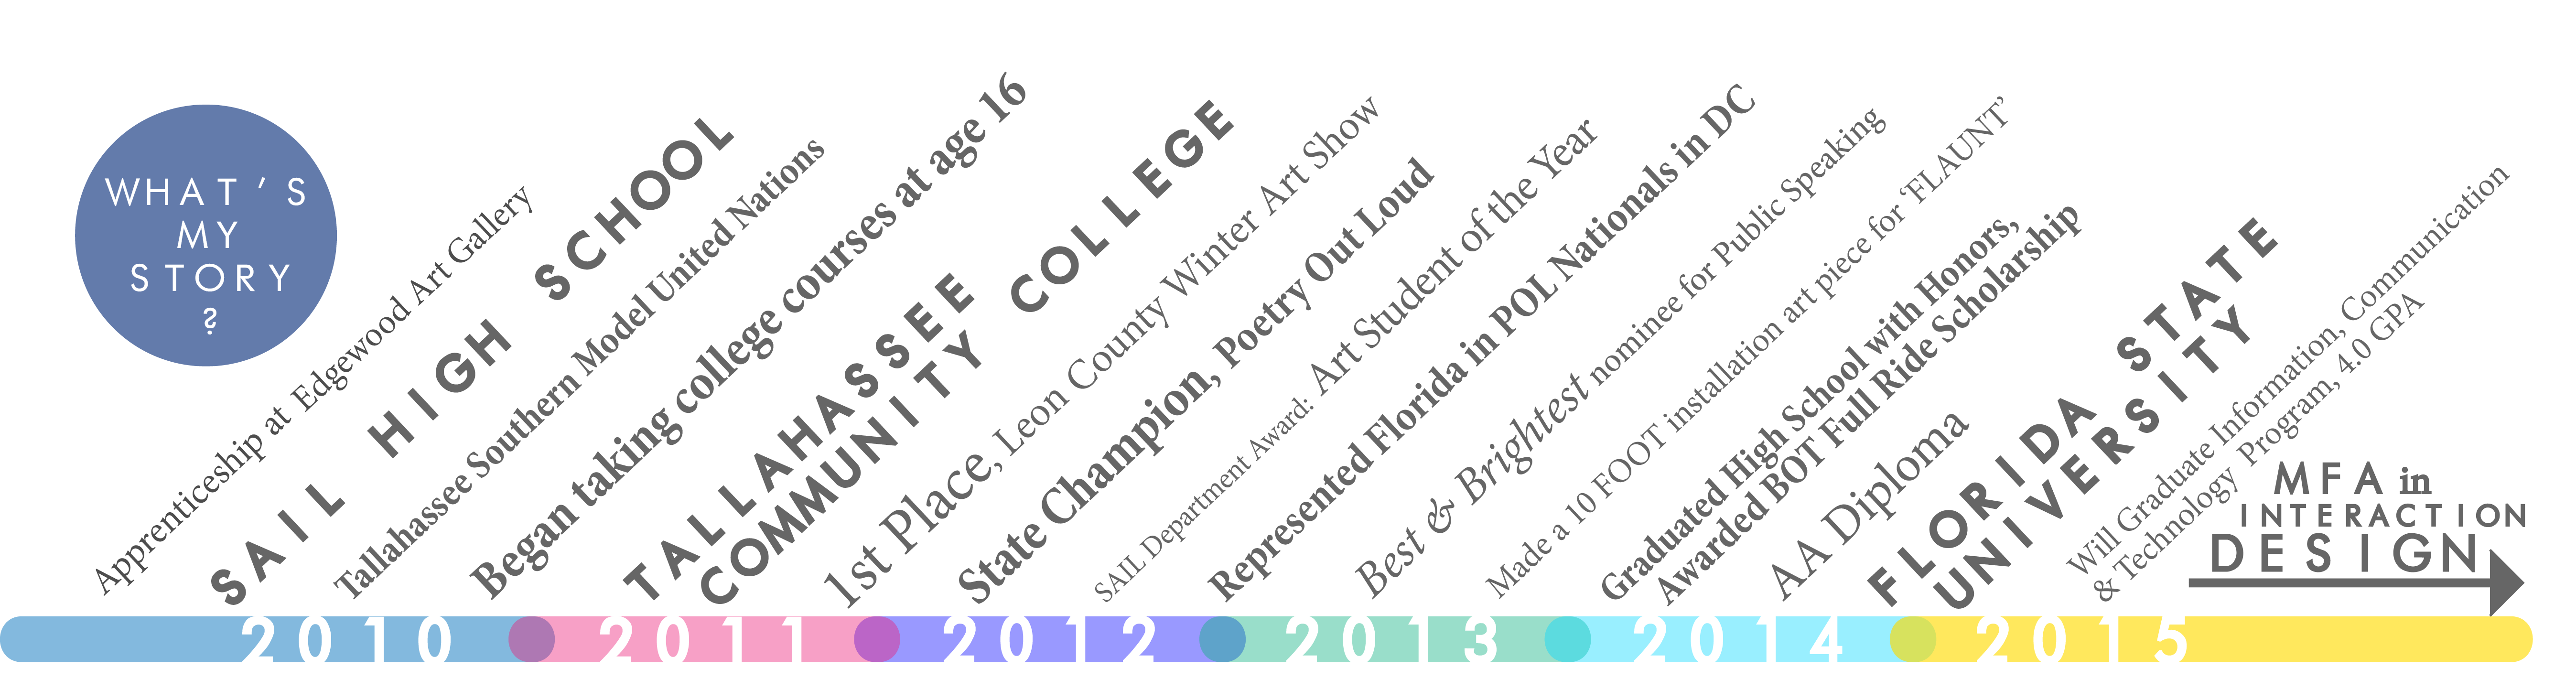 WHAT'S
MY
STORY
?
Apprenticeship at Edgewood Art Gallery
SAIL HIGH SCHOOL
Tallahassee Southern Model United Nations
Began taking college courses at age 16
TALLAHASSEE
COMMUNITY COLLEGE
1st Place, Leon County Winter Art Show
State Champion, Poetry Out Loud
SAIL Department Award: Art Student of the Year
Represented Florida in POL Nationals in DC
Best & Brightest nominee for Public Speaking
Made a 10 FOOT installation art piece for ‘FLAUNT’
Graduated High School with Honors,
Awarded BOT Full Ride Scholarship
AA Diploma
FLORIDA STATE
UNIVERSITY
Will Graduate Information, Communication
& Technology Program, 4.0 GPA
MFA in
INTERACTION
DESIGN
2010 2011 2012 2013 2014 2015